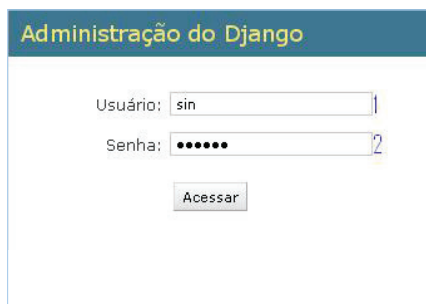 Administração do Django
Usuário: sin 1
Senha: •••••• 2
Acessar